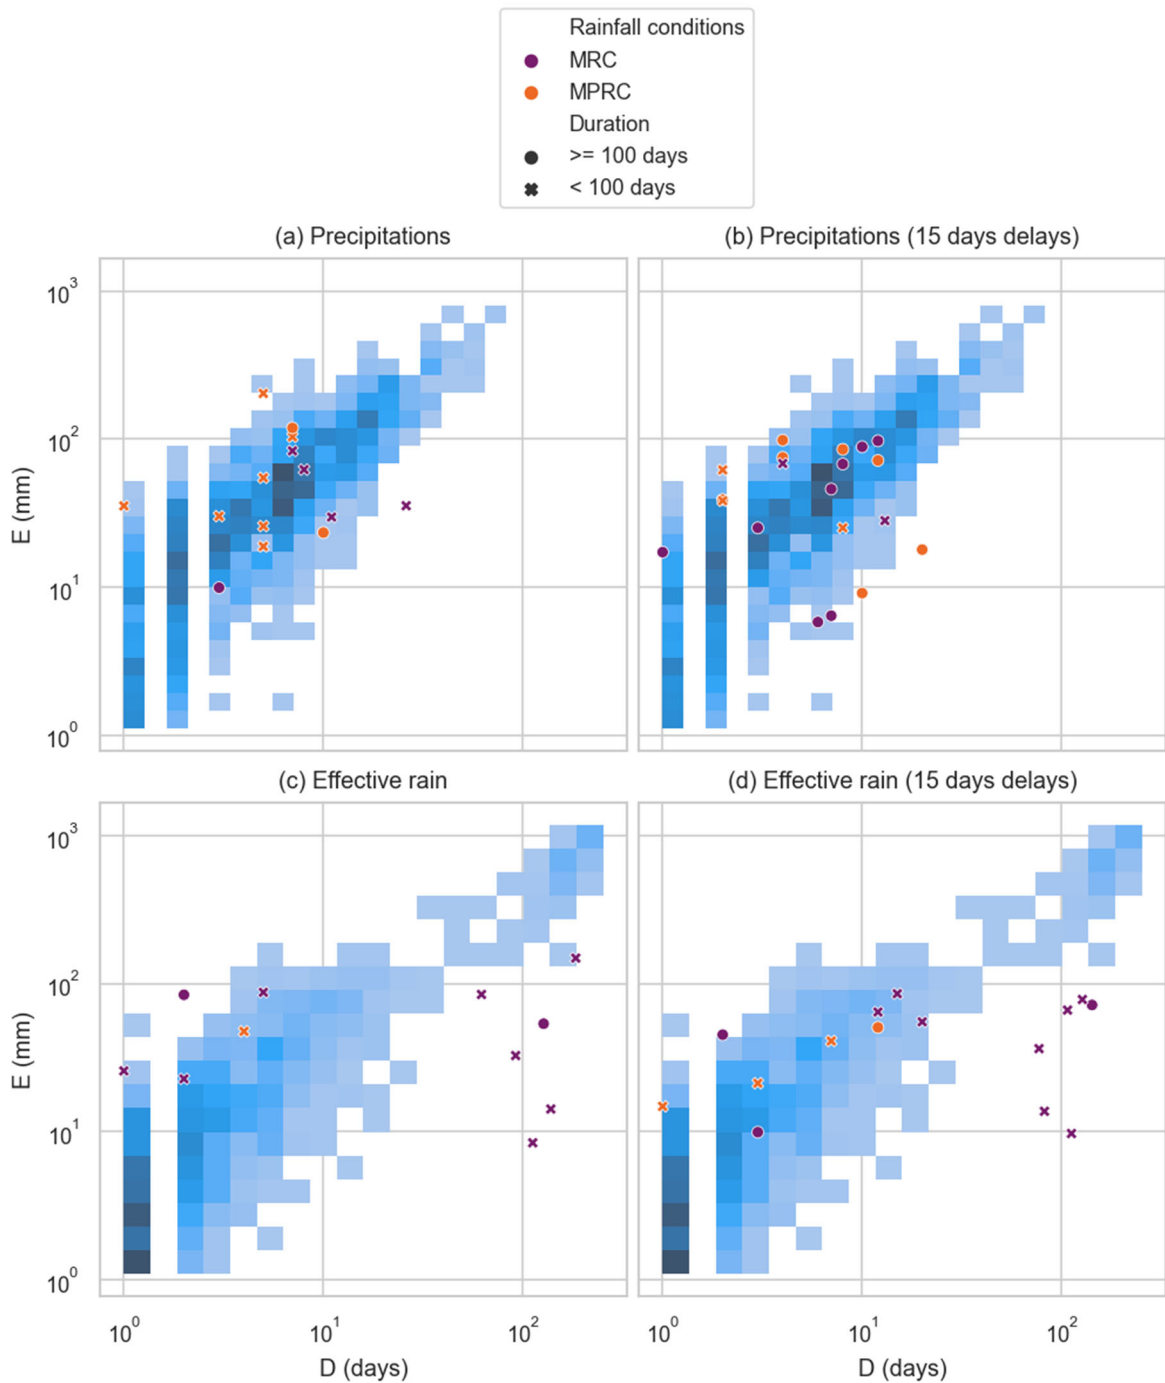 Rainfall conditions
MRC
MPRC
Duration
>= 100 days
< 100 days
(a) Precipitations
(b) Precipitations (15 days delays)
10³
10²
10¹
10⁰
E (mm)
(c) Effective rain
(d) Effective rain (15 days delays)
10³
10²
10¹
10⁰
E (mm)
10⁰ 10¹ 10² 10⁰ 10¹ 10²
D (days) D (days)